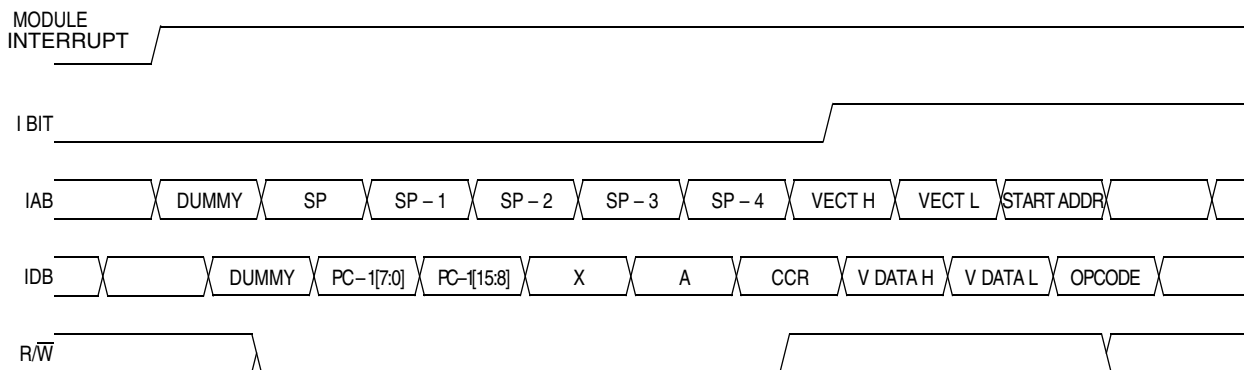 MODULE
INTERRUPT
I BIT
IAB DUMMY SP SP – 1 SP – 2 SP – 3 SP – 4 VECT H VECT L START ADDR
IDB DUMMY PC – 1[7:0] PC–1[15:8] X A CCR V DATA H V DATA L OPCODE
R/W̅